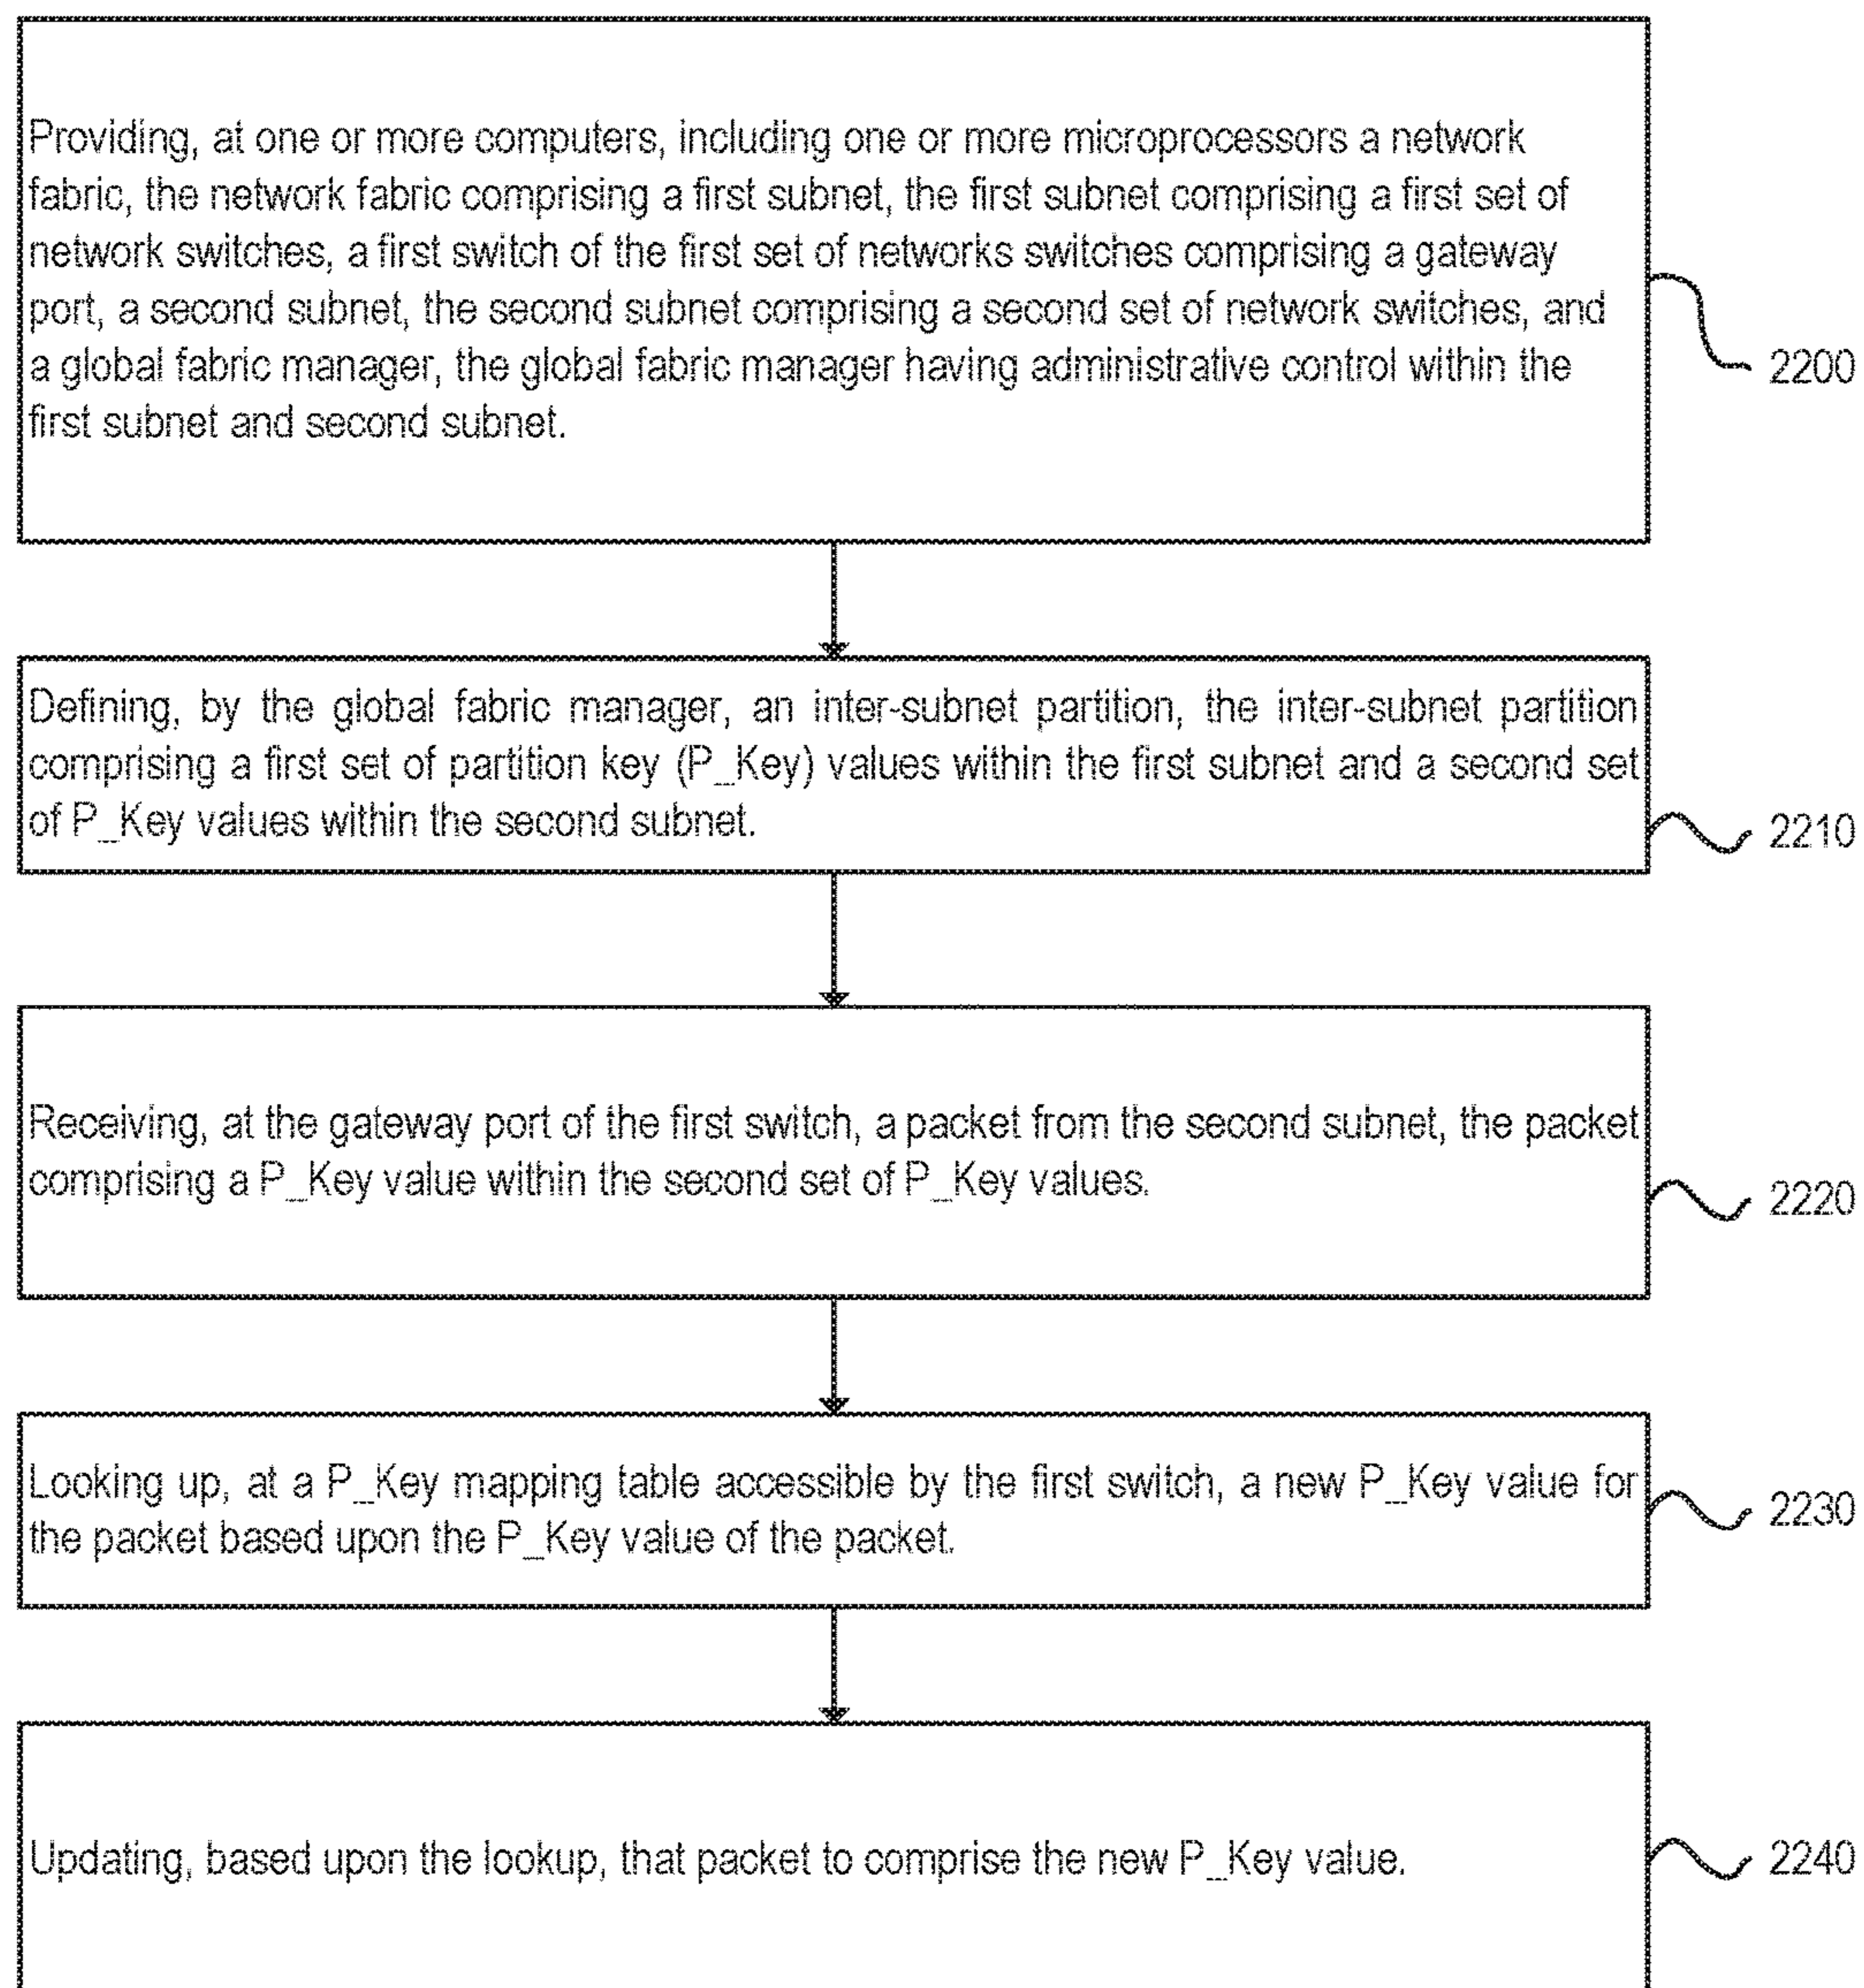 Providing, at one or more computers, including one or more microprocessors a network
fabric, the network fabric comprising a first subnet, the first subnet comprising a first set of
network switches, a first switch of the first set of networks switches comprising a gateway
port, a second subnet, the second subnet comprising a second set of network switches, and
a global fabric manager, the global fabric manager having administrative control within the
first subnet and second subnet.
2200
Defining, by the global fabric manager, an inter-subnet partition, the inter-subnet partition
comprising a first set of partition key (P_Key) values within the first subnet and a second set
of P_Key values within the second subnet.
2210
Receiving, at the gateway port of the first switch, a packet from the second subnet, the packet
comprising a P_Key value within the second set of P_Key values.
2220
Looking up, at a P_Key mapping table accessible by the first switch, a new P_Key value for
the packet based upon the P_Key value of the packet.
2230
Updating, based upon the lookup, that packet to comprise the new P_Key value.
2240